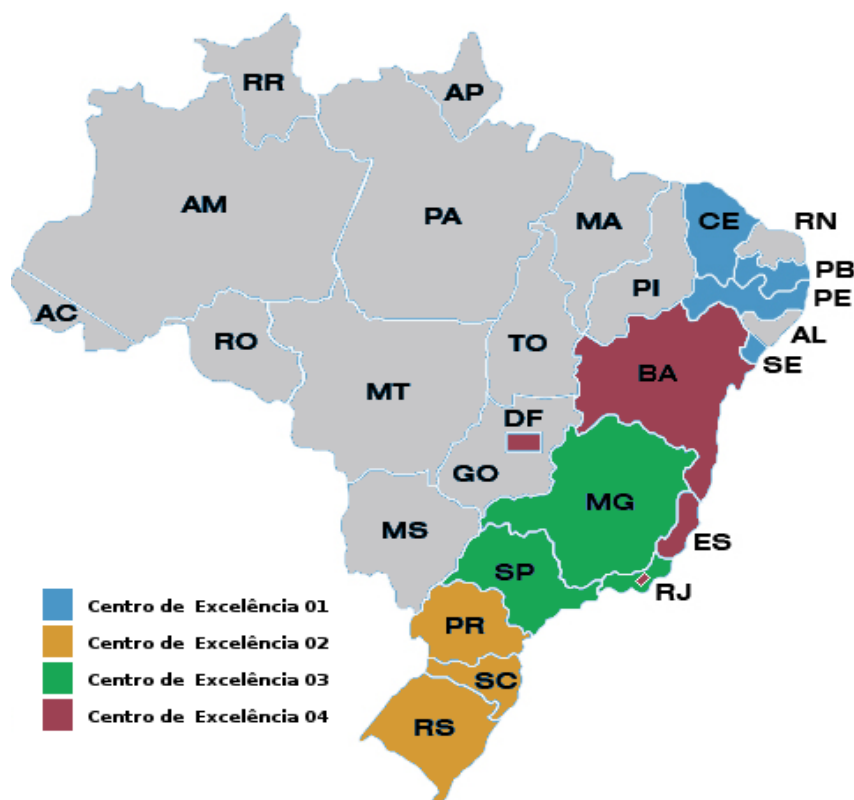 RR
AP
AM
PA
MA
CE
RN
PB
PI
PE
AC
AL
RO
TO
SE
BA
MT
DF
GO
MG
MS
ES
SP
RJ
PR
SC
RS
Centro de Excelência 01
Centro de Excelência 02
Centro de Excelência 03
Centro de Excelência 04